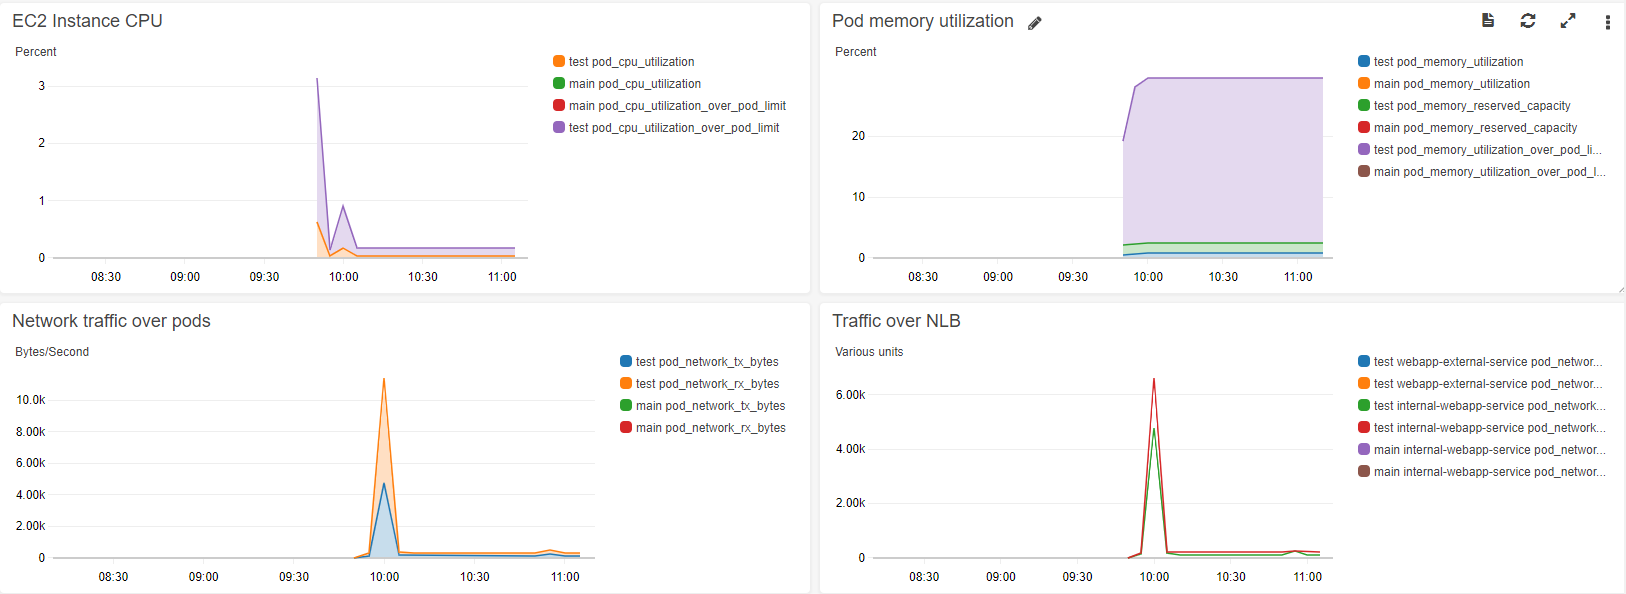 EC2 Instance CPU
Percent
3
2
1
0
08:30 09:00 09:30 10:00 10:30 11:00
test pod_cpu_utilization
main pod_cpu_utilization
main pod_cpu_utilization_over_pod_limit
test pod_cpu_utilization_over_pod_limit
Pod memory utilization
Percent
20
10
0
08:30 09:00 09:30 10:00 10:30 11:00
test pod_memory_utilization
main pod_memory_utilization
test pod_memory_reserved_capacity
main pod_memory_reserved_capacity
test pod_memory_utilization_over_pod_li...
main pod_memory_utilization_over_pod_l...
Network traffic over pods
Bytes/Second
10.0k
8.00k
6.00k
4.00k
2.00k
0
08:30 09:00 09:30 10:00 10:30 11:00
test pod_network_tx_bytes
test pod_network_rx_bytes
main pod_network_tx_bytes
main pod_network_rx_bytes
Traffic over NLB
Various units
6.00k
4.00k
2.00k
0
08:30 09:00 09:30 10:00 10:30 11:00
test webapp-external-service pod_networ...
test webapp-external-service pod_networ...
test internal-webapp-service pod_network...
test internal-webapp-service pod_network...
main internal-webapp-service pod_networ...
main internal-webapp-service pod_networ...